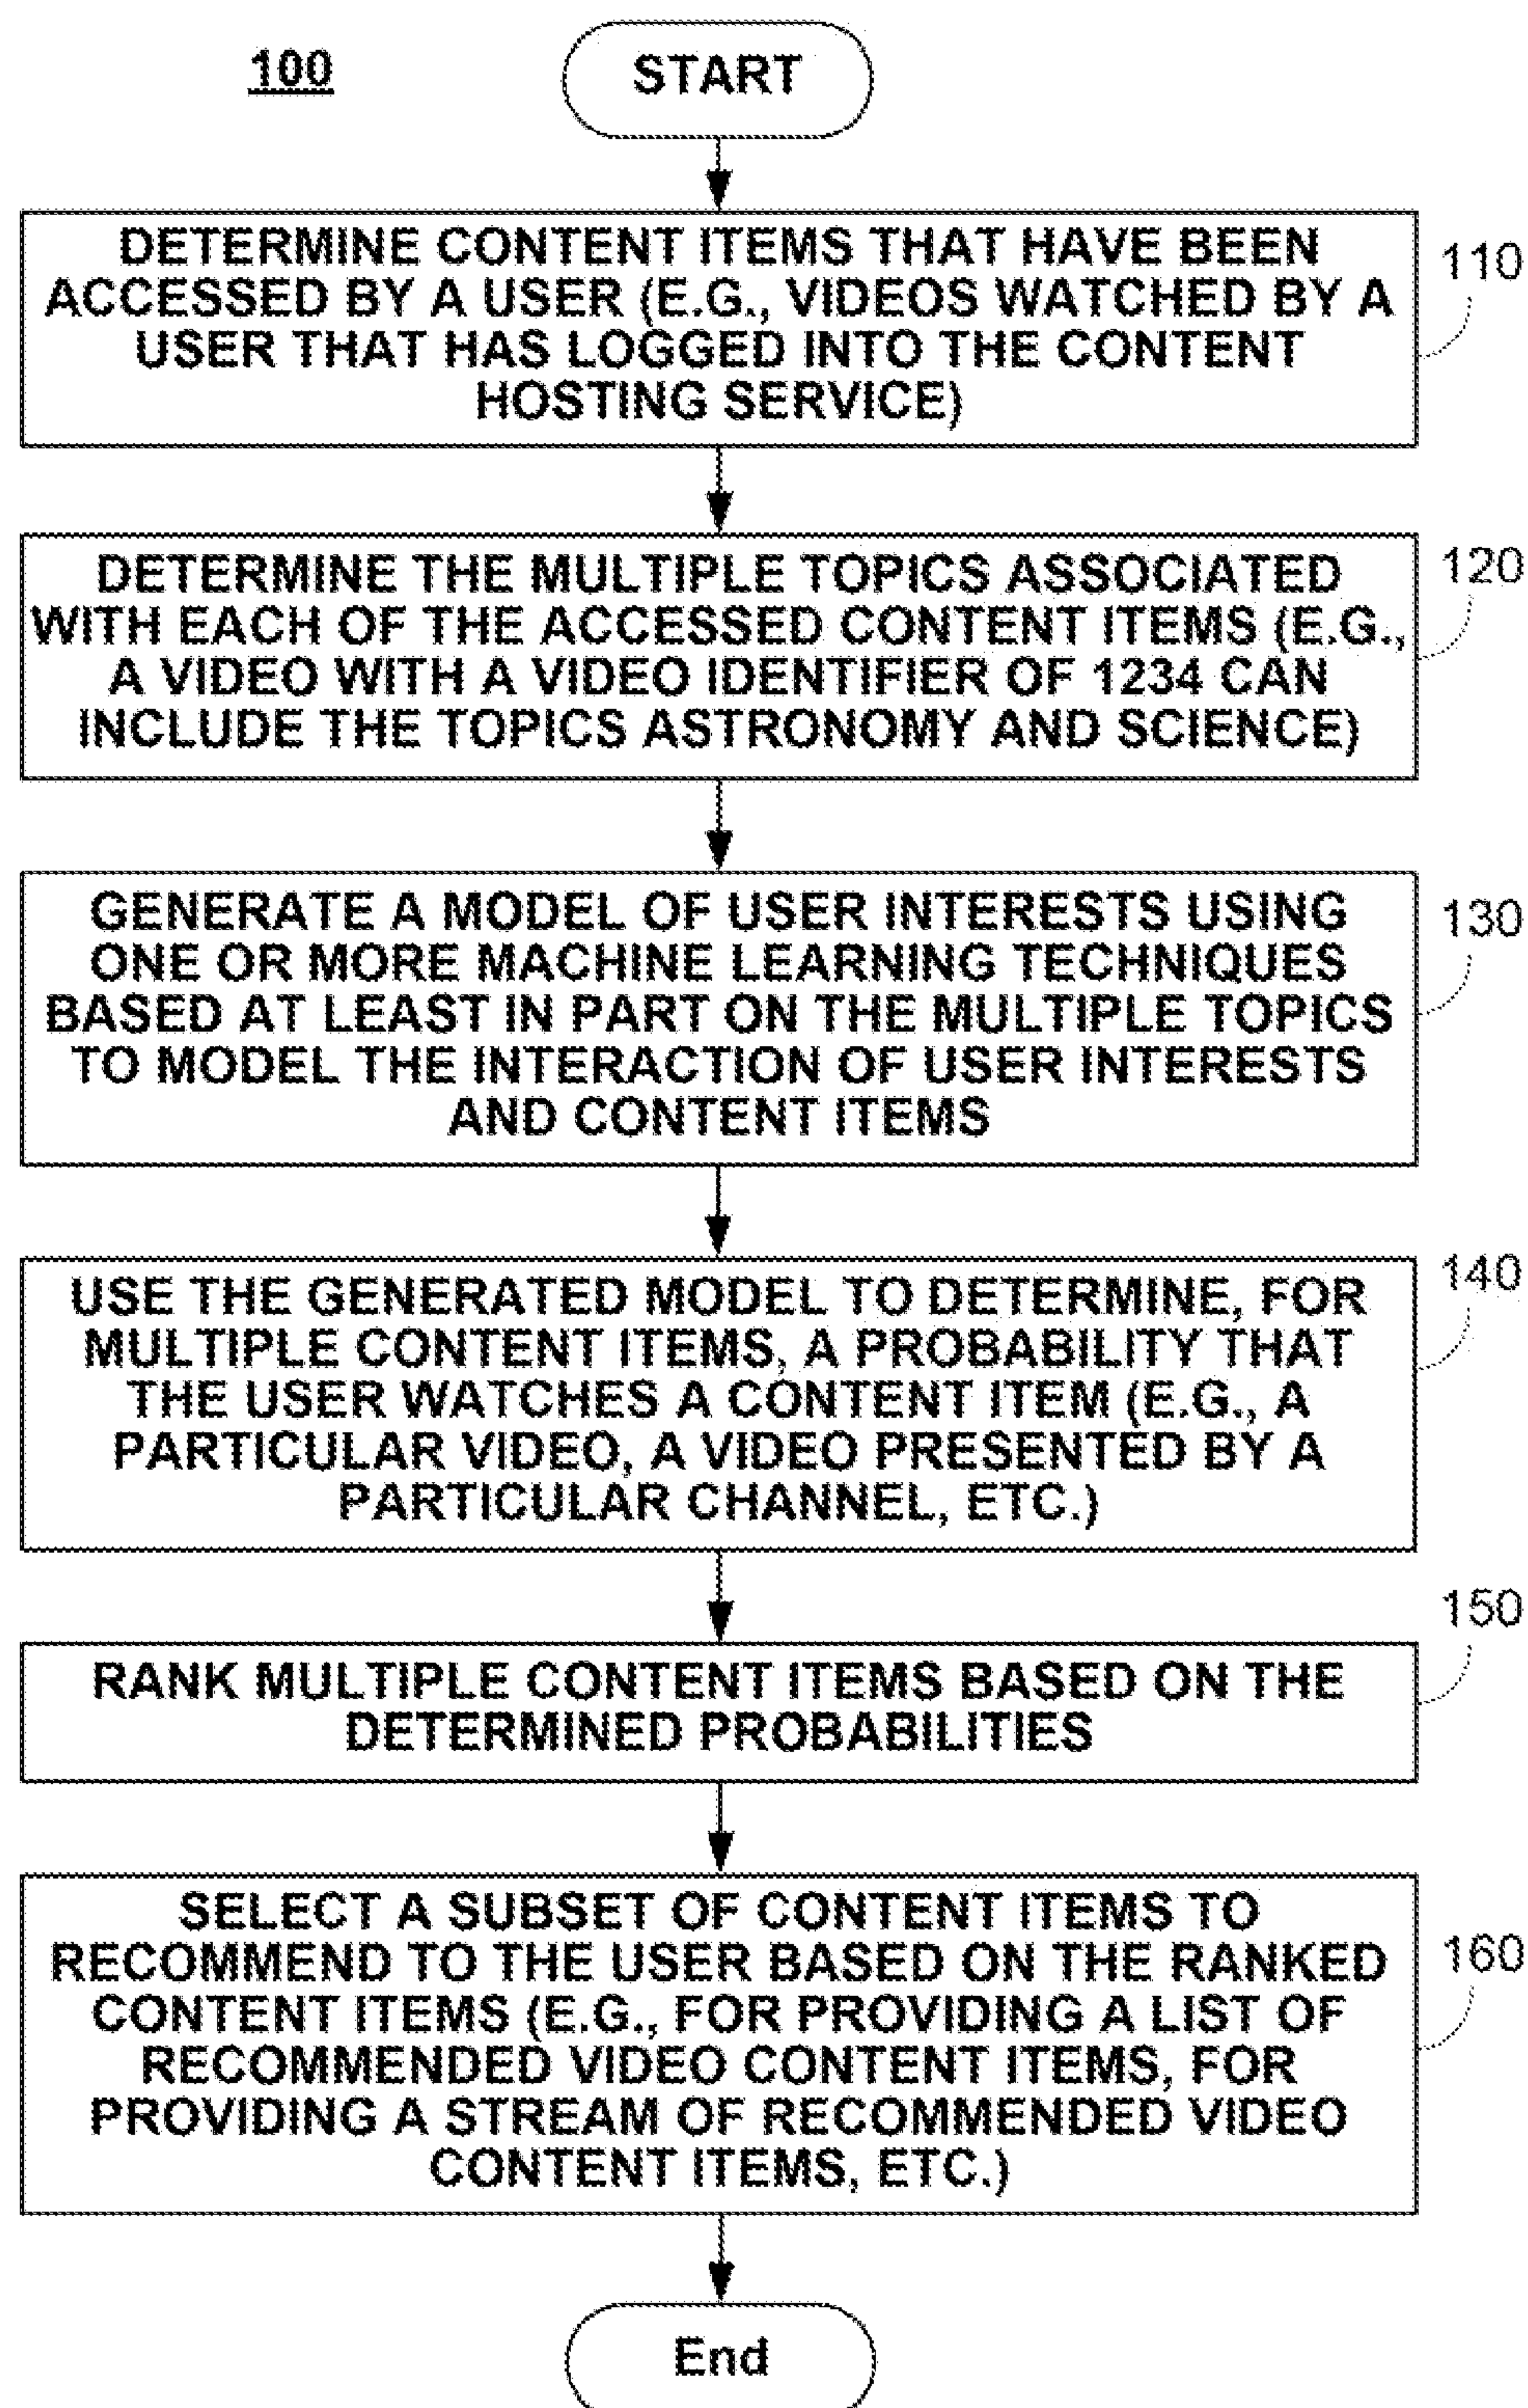 100
START
DETERMINE CONTENT ITEMS THAT HAVE BEEN
ACCESSED BY A USER (E.G., VIDEOS WATCHED BY A
USER THAT HAS LOGGED INTO THE CONTENT
HOSTING SERVICE)
110
DETERMINE THE MULTIPLE TOPICS ASSOCIATED
WITH EACH OF THE ACCESSED CONTENT ITEMS (E.G.,
A VIDEO WITH A VIDEO IDENTIFIER OF 1234 CAN
INCLUDE THE TOPICS ASTRONOMY AND SCIENCE)
120
GENERATE A MODEL OF USER INTERESTS USING
ONE OR MORE MACHINE LEARNING TECHNIQUES
BASED AT LEAST IN PART ON THE MULTIPLE TOPICS
TO MODEL THE INTERACTION OF USER INTERESTS
AND CONTENT ITEMS
130
USE THE GENERATED MODEL TO DETERMINE, FOR
MULTIPLE CONTENT ITEMS, A PROBABILITY THAT
THE USER WATCHES A CONTENT ITEM (E.G., A
PARTICULAR VIDEO, A VIDEO PRESENTED BY A
PARTICULAR CHANNEL, ETC.)
140
RANK MULTIPLE CONTENT ITEMS BASED ON THE
DETERMINED PROBABILITIES
150
SELECT A SUBSET OF CONTENT ITEMS TO
RECOMMEND TO THE USER BASED ON THE RANKED
CONTENT ITEMS (E.G., FOR PROVIDING A LIST OF
RECOMMENDED VIDEO CONTENT ITEMS, FOR
PROVIDING A STREAM OF RECOMMENDED VIDEO
CONTENT ITEMS, ETC.)
160
End